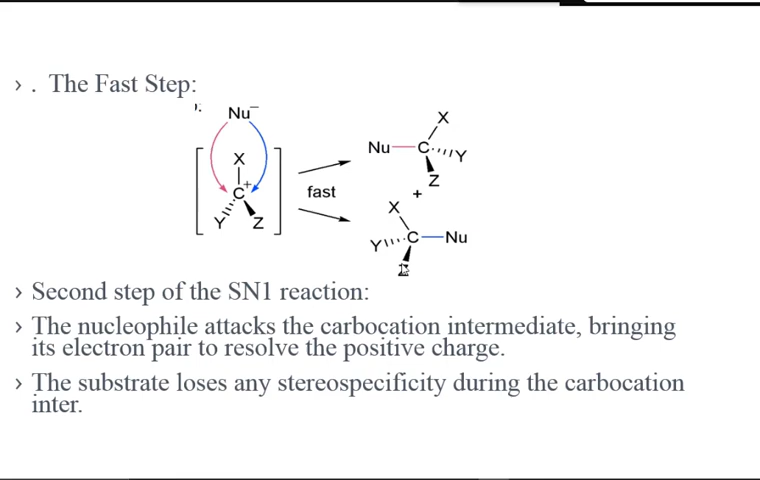 › . The Fast Step:
Nu⁻
X
C+
Y Z
fast
X
Nu C Y
Z
+
X
Y C Nu
› Second step of the SN1 reaction:
› The nucleophile attacks the carbocation intermediate, bringing
its electron pair to resolve the positive charge.
› The substrate loses any stereospecificity during the carbocation
inter.